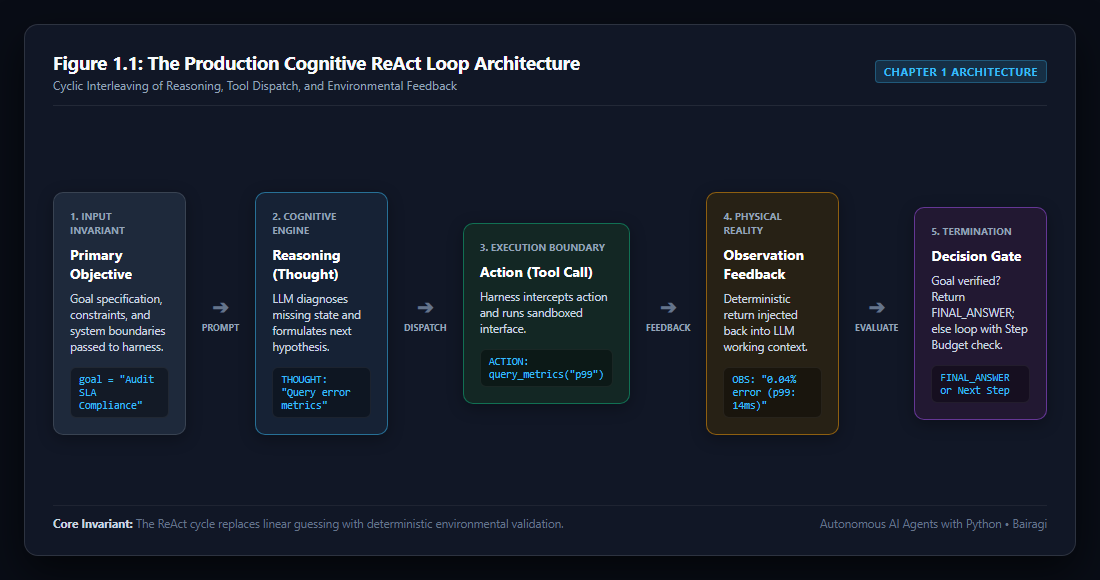 Figure 1.1: The Production Cognitive ReAct Loop Architecture
Cyclic Interleaving of Reasoning, Tool Dispatch, and Environmental Feedback
CHAPTER 1 ARCHITECTURE
1. INPUT
INVARIANT
Primary
Objective
Goal specification,
constraints, and
system boundaries
passed to harness.
goal = "Audit
SLA
Compliance"
➔
PROMPT
2. COGNITIVE
ENGINE
Reasoning
(Thought)
LLM diagnoses
missing state and
formulates next
hypothesis.
THOUGHT:
"Query error
metrics"
➔
DISPATCH
3. EXECUTION BOUNDARY
Action (Tool Call)
Harness intercepts action
and runs sandboxed
interface.
ACTION:
query_metrics("p99")
➔
FEEDBACK
4. PHYSICAL
REALITY
Observation
Feedback
Deterministic
return injected
back into LLM
working context.
OBS: "0.04%
error (p99:
14ms)"
➔
EVALUATE
5. TERMINATION
Decision Gate
Goal verified?
Return
FINAL_ANSWER;
else loop with Step
Budget check.
FINAL_ANSWER
or Next Step
Core Invariant: The ReAct cycle replaces linear guessing with deterministic environmental validation.
Autonomous AI Agents with Python • Bairagi